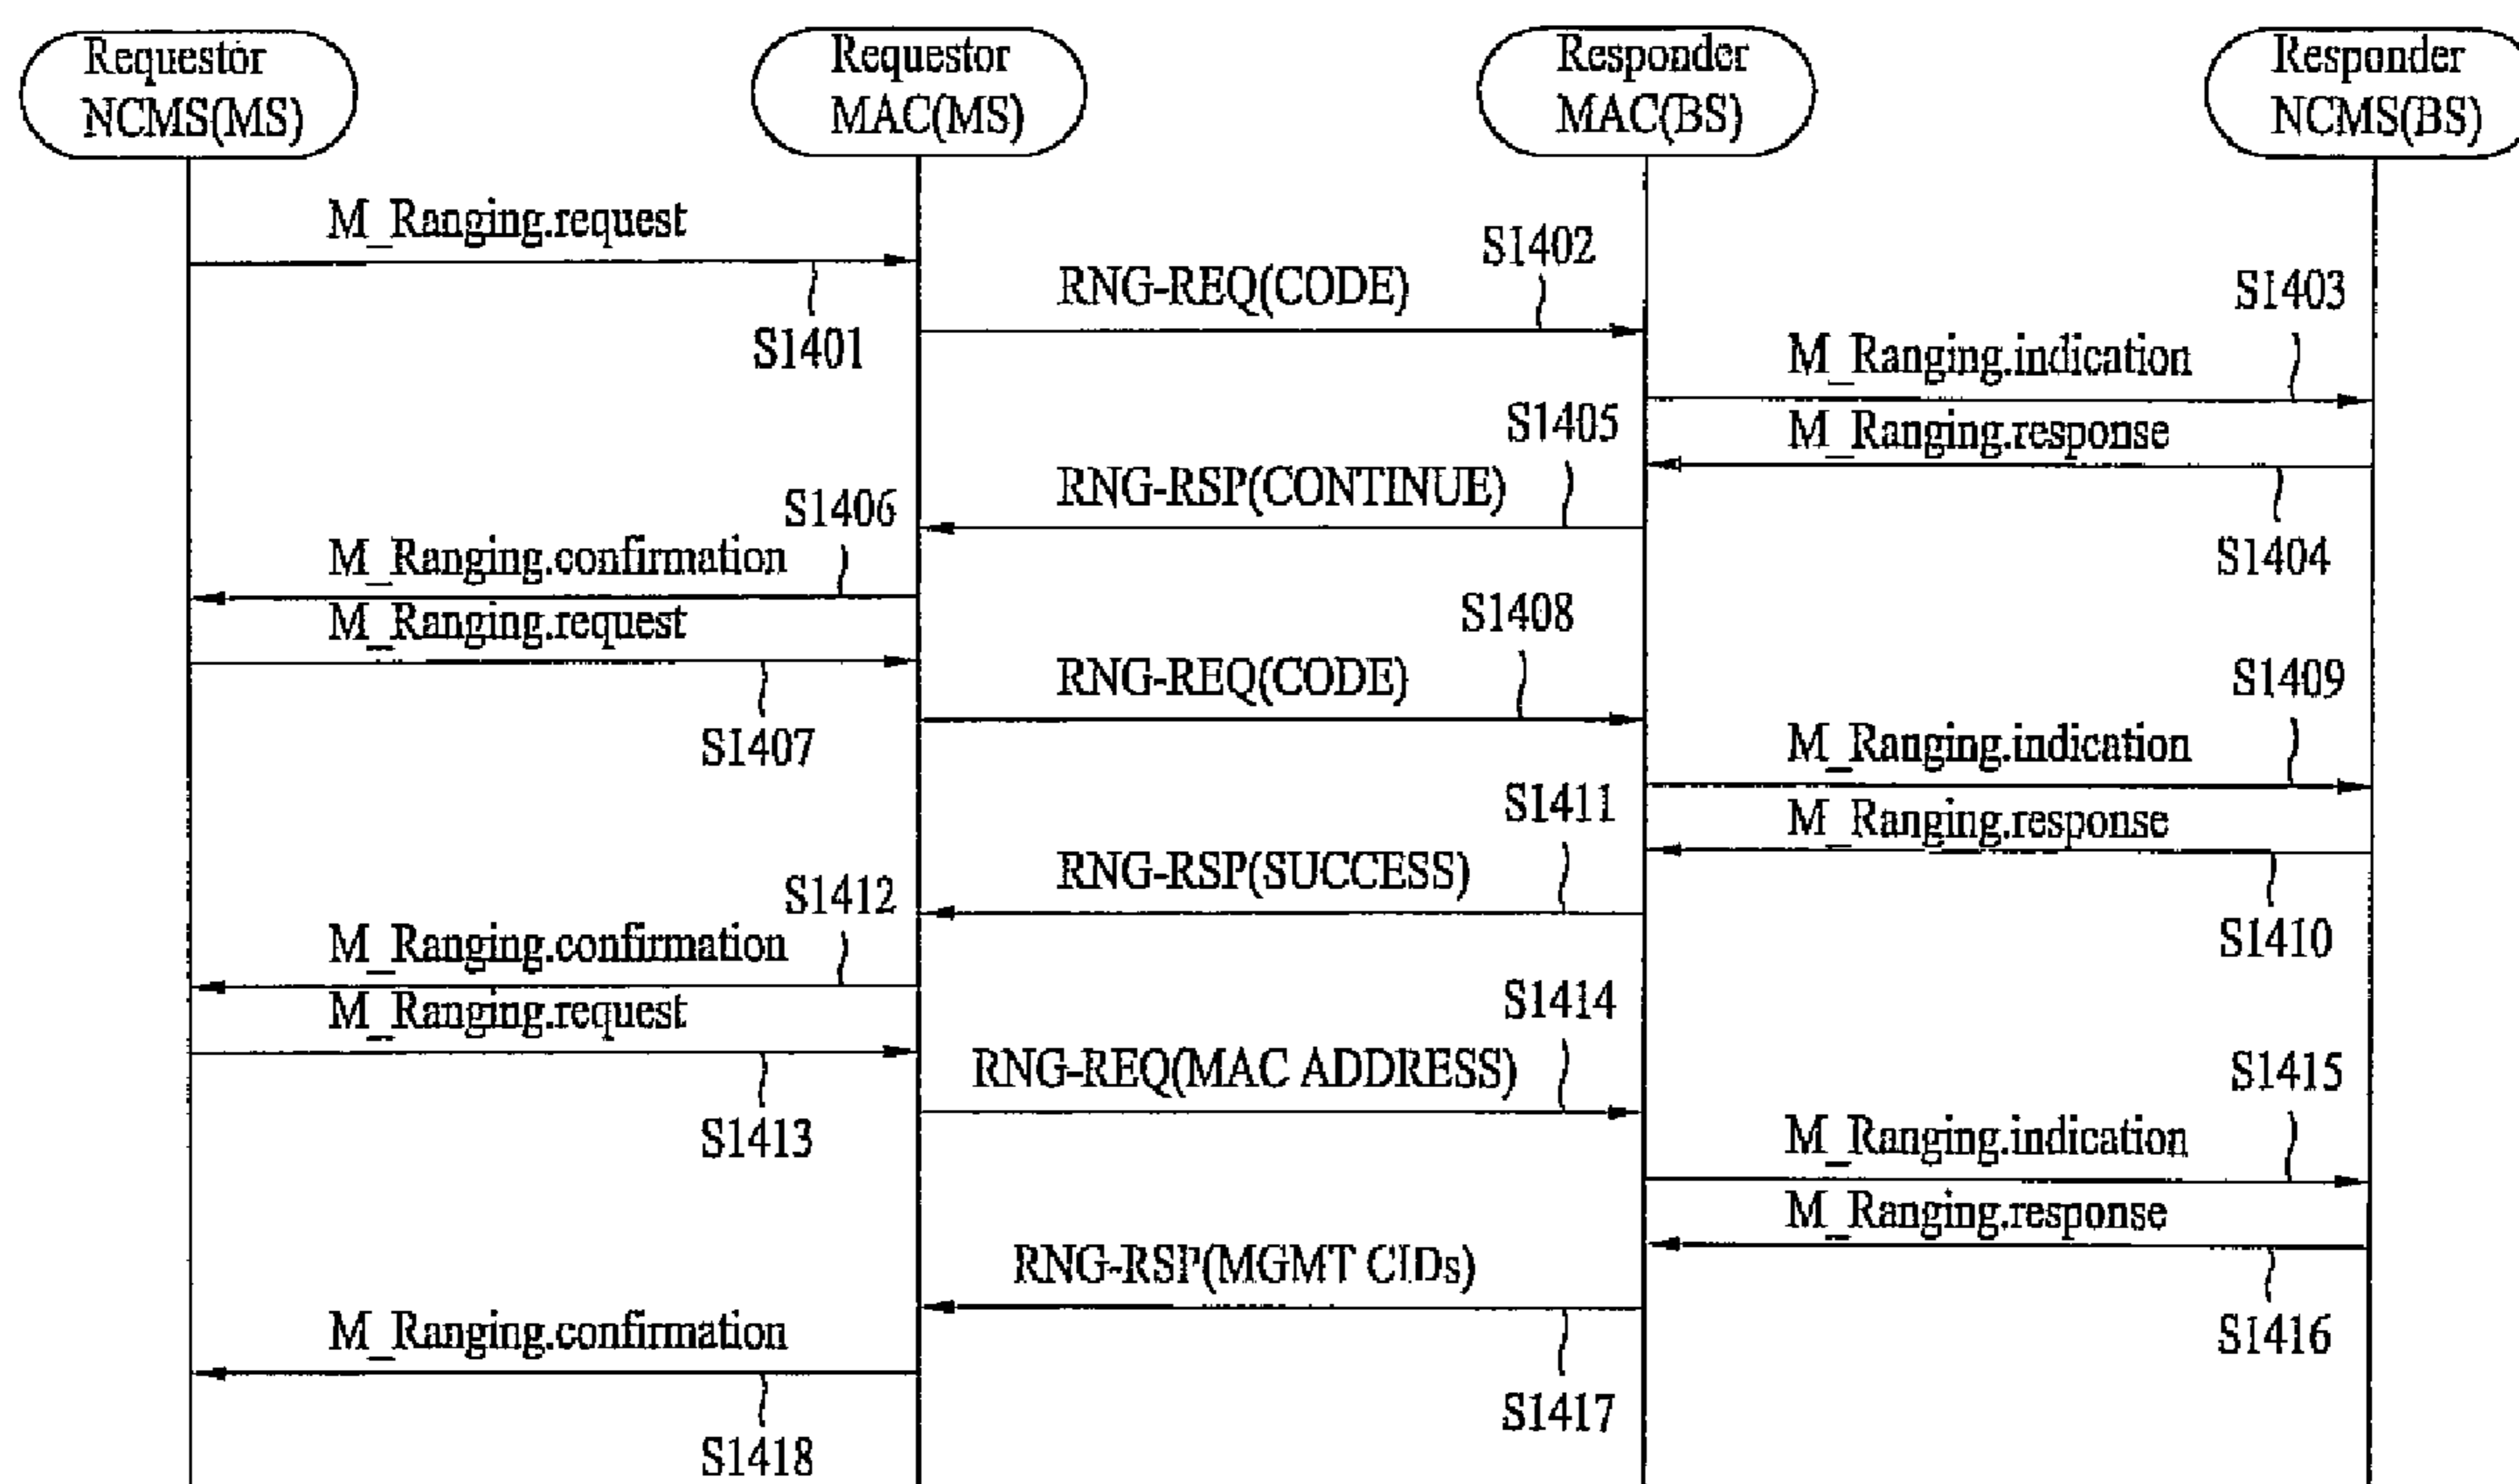 Requestor
NCMS(MS)
Requestor
MAC(MS)
Responder
MAC(BS)
Responder
NCMS(BS)
M_Ranging.request
S1401
RNG-REQ(CODE)
S1402
M_Ranging.indication
S1403
M_Ranging.response
S1404
RNG-RSP(CONTINUE)
S1405
M_Ranging.confirmation
S1406
M_Ranging.request
S1407
RNG-REQ(CODE)
S1408
M_Ranging.indication
S1409
M_Ranging.response
S1410
RNG-RSP(SUCCESS)
S1411
M_Ranging.confirmation
S1412
M_Ranging.request
S1413
RNG-REQ(MAC ADDRESS)
S1414
M_Ranging.indication
S1415
M_Ranging.response
S1416
RNG-RSP(MGMT CIDs)
S1417
M_Ranging.confirmation
S1418